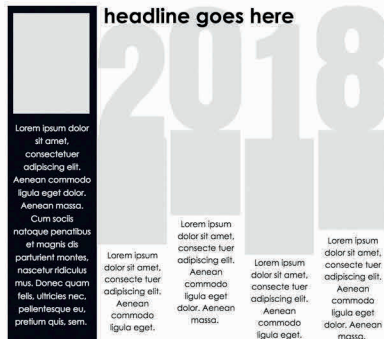 headline goes here
2018
Lorem ipsum dolor
sit amet,
consectetuer
adipiscing elit.
Aenean commodo
ligula eget dolor.
Aenean massa.
Cum sociis
natoque penatibus
et magnis dis
parturient montes,
nascetur ridiculus
mus. Donec quam
felis, ultricies nec,
pellentesque eu,
pretium quis, sem.
Lorem ipsum
dolor sit amet,
consecte tuer
adipiscing elit.
Aenean
commodo
ligula eget.
Lorem ipsum
dolor sit amet,
consecte tuer
adipiscing elit.
Aenean
commodo
ligula eget
dolor. Aenean
massa.
Lorem ipsum
dolor sit amet,
consecte tuer
adipiscing elit.
Aenean
commodo
ligula eget.
Lorem ipsum
dolor sit amet,
consecte tuer
adipiscing elit.
Aenean
commodo
ligula eget
dolor. Aenean
massa.